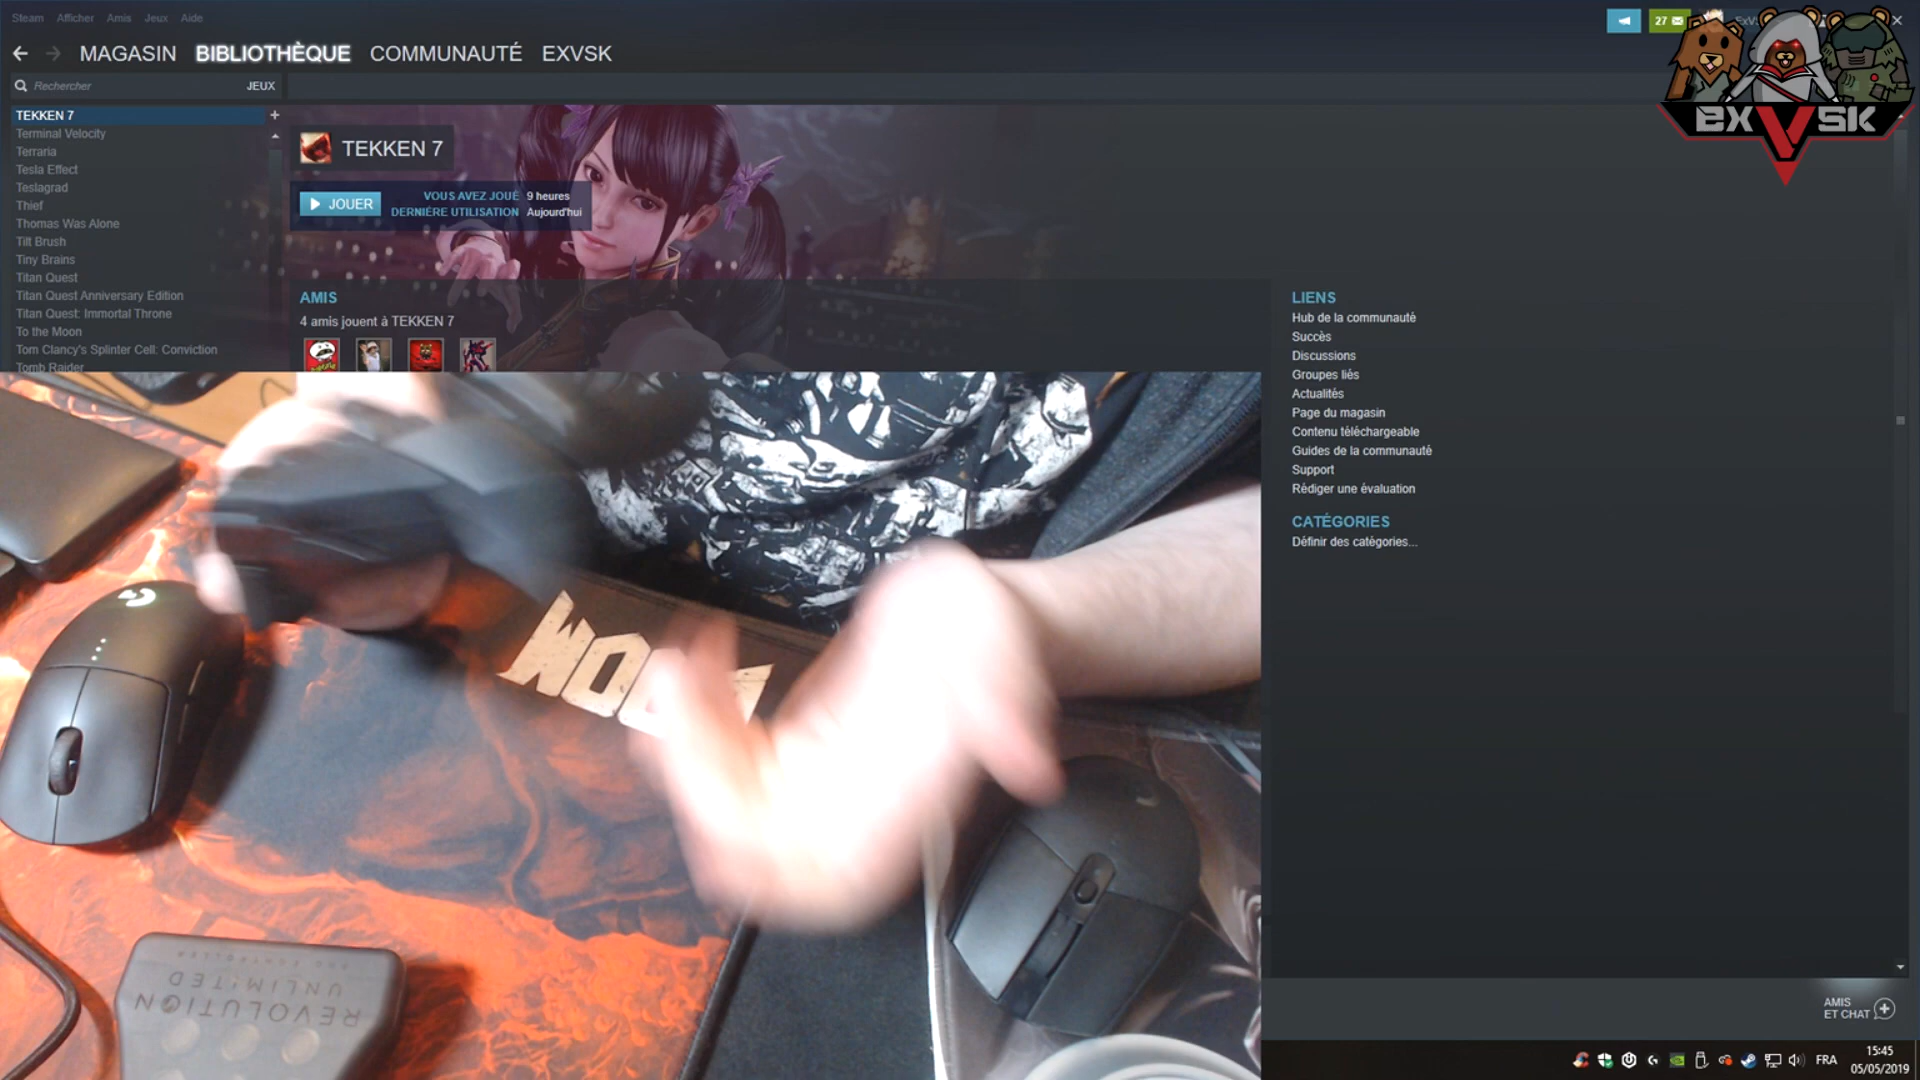 Steam Afficher Amis Jeux Aide
27
MAGASIN BIBLIOTHÈQUE COMMUNAUTÉ EXVSK
Rechercher JEUX
EXVSK
TEKKEN 7
Terminal Velocity
Terraria
Tesla Effect
Teslagrad
Thief
Thomas Was Alone
Tilt Brush
Tiny Brains
Titan Quest
Titan Quest Anniversary Edition
Titan Quest: Immortal Throne
To the Moon
Tom Clancy's Splinter Cell: Conviction
Tomb Raider
TEKKEN 7
JOUER
VOUS AVEZ JOUÉ 9 heures
DERNIÈRE UTILISATION Aujourd'hui
AMIS
4 amis jouent à TEKKEN 7
LIENS
Hub de la communauté
Succès
Discussions
Groupes liés
Actualités
Page du magasin
Contenu téléchargeable
Guides de la communauté
Support
Rédiger une évaluation
CATÉGORIES
Définir des catégories...
REVOLUTION
UNLIMITED
PRO CONTROLLER
AMIS
ET CHAT
FRA
15:45
05/05/2019